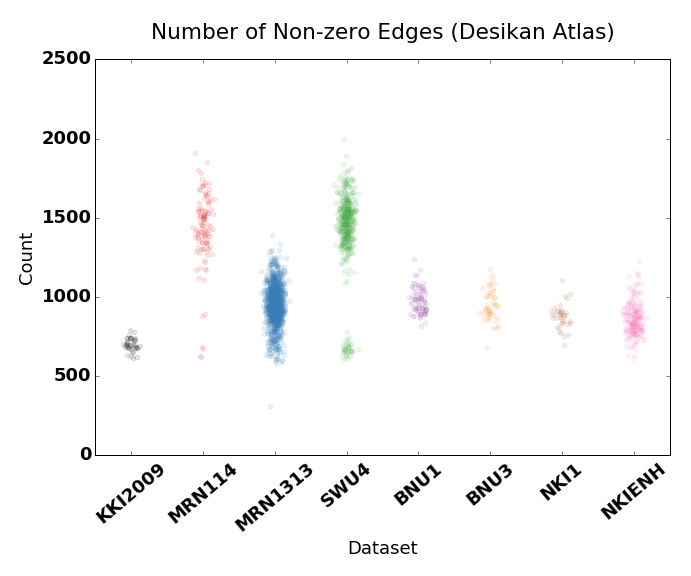 Number of Non-zero Edges (Desikan Atlas)
2500
2000
1500
1000
500
0
Count
KKI2009
MRN114
MRN1313
SWU4
BNU1
BNU3
NKI1
NKIENH
Dataset